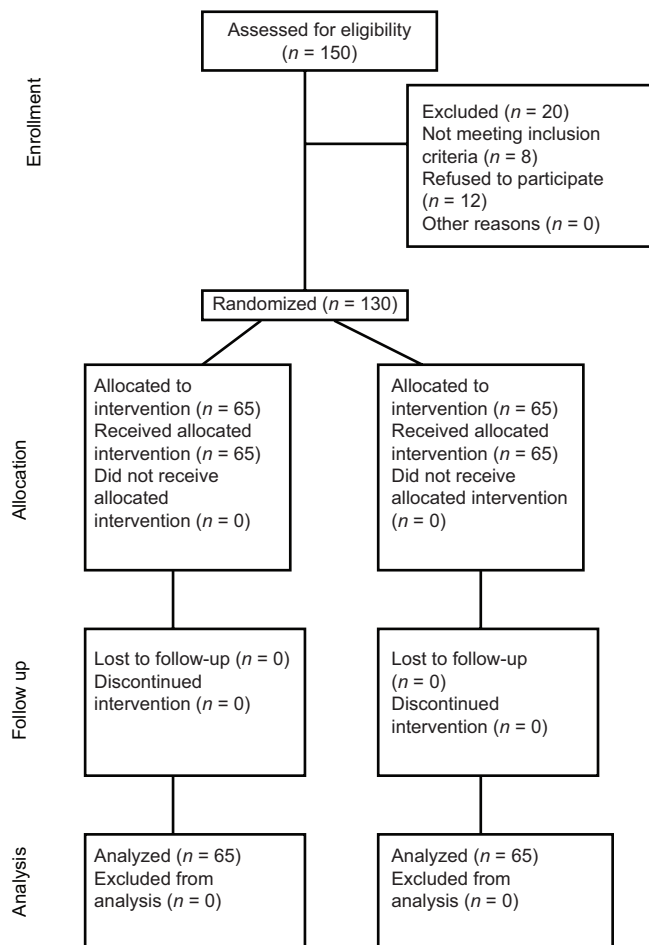 Assessed for eligibility
(n = 150)
Enrollment
Excluded (n = 20)
Not meeting inclusion
criteria (n = 8)
Refused to participate
(n = 12)
Other reasons (n = 0)
Randomized (n = 130)
Allocation
Allocated to
intervention (n = 65)
Received allocated
intervention (n = 65)
Did not receive
allocated
intervention (n = 0)
Allocated to
intervention (n = 65)
Received allocated
intervention (n = 65)
Did not receive
allocated intervention
(n = 0)
Follow up
Lost to follow-up (n = 0)
Discontinued
intervention (n = 0)
Lost to follow-up
(n = 0)
Discontinued
intervention (n = 0)
Analysis
Analyzed (n = 65)
Excluded from
analysis (n = 0)
Analyzed (n = 65)
Excluded from
analysis (n = 0)